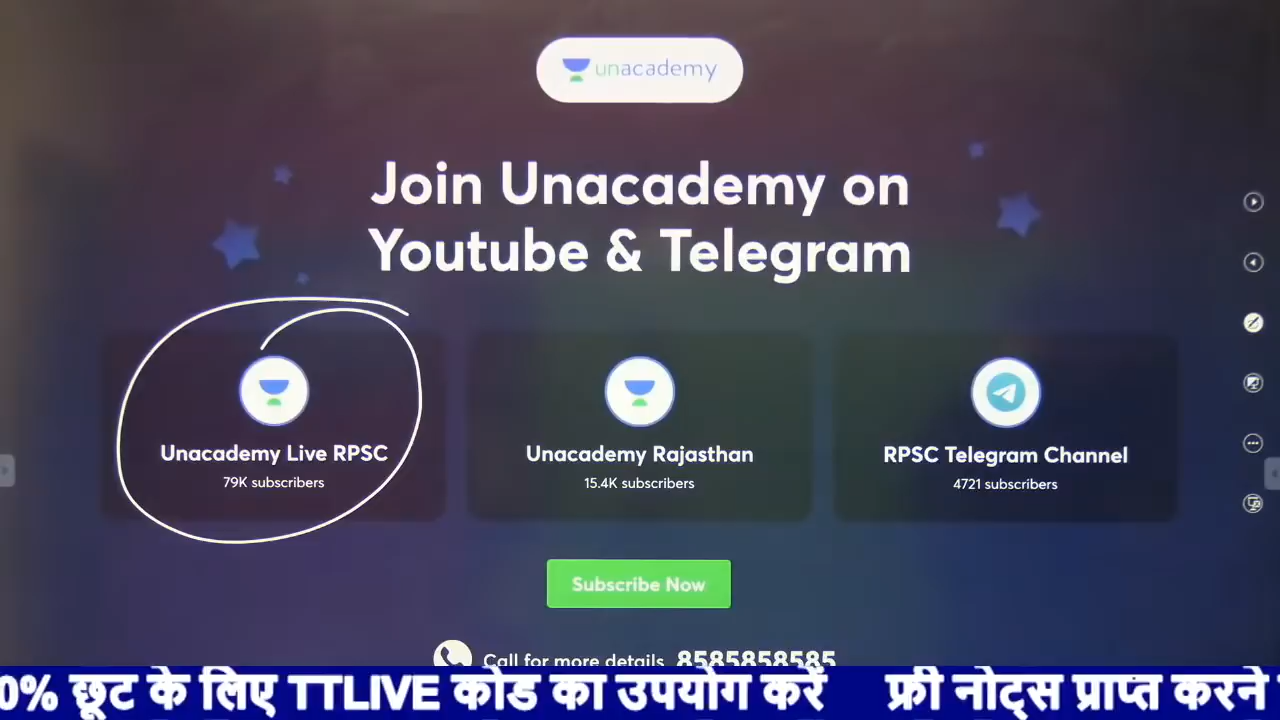 unacademy
Join Unacademy on
Youtube & Telegram
Unacademy Live RPSC
79K subscribers
Unacademy Rajasthan
15.4K subscribers
RPSC Telegram Channel
4721 subscribers
Subscribe Now
Call for more details 8585858585
0% छूट के लिए TTLIVE कोड का उपयोग करें फ्री नोट्स प्राप्त करने